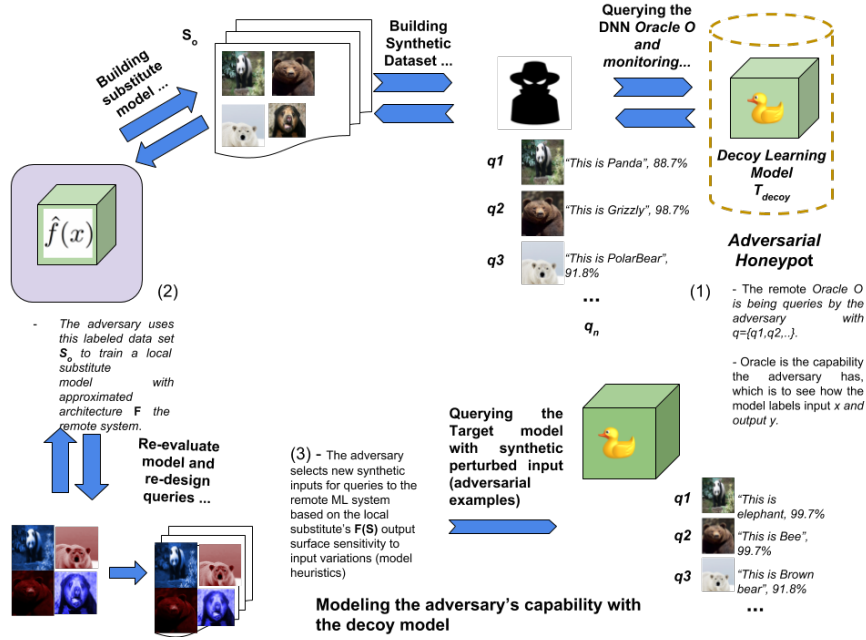 Building
substitute
model ...
So
Building
Synthetic
Dataset ...
Querying the
DNN Oracle O
and
monitoring...
Decoy Learning
Model
Tdecoy
q1
"This is Panda", 88.7%
q2
"This is Grizzly", 98.7%
q3
"This is PolarBear",
91.8%
...
qn
Adversarial
Honeypot
(1)
- The remote Oracle O
is being queries by the
adversary with
q={q1,q2,..}.
- Oracle is the capability
the adversary has,
which is to see how the
model labels input x and
output y.
f̂(x)
(2)
- The adversary uses
this labeled data set
So to train a local
substitute
model with
approximated
architecture F the
remote system.
Re-evaluate
model and
re-design
queries ...
(3) - The adversary
selects new synthetic
inputs for queries to the
remote ML system
based on the local
substitute's F(S) output
surface sensitivity to
input variations (model
heuristics)
Querying the
Target model
with synthetic
perturbed input
(adversarial
examples)
q1
"This is
elephant, 99.7%
q2
"This is Bee",
99.7%
q3
"This is Brown
bear", 91.8%
...
Modeling the adversary's capability with
the decoy model